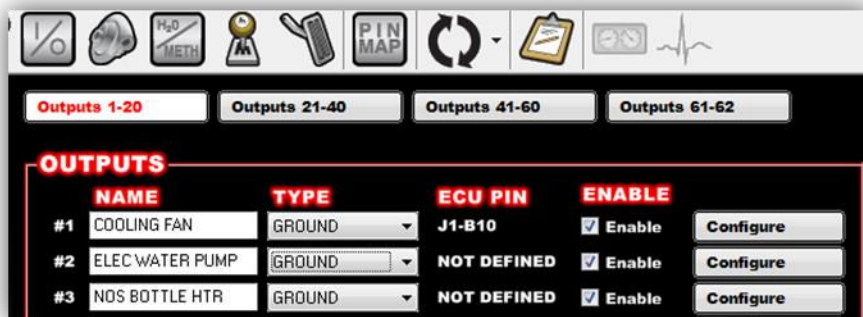 I/O H₂O METH PIN MAP
Outputs 1-20 Outputs 21-40 Outputs 41-60 Outputs 61-62
OUTPUTS
NAME TYPE ECU PIN ENABLE
#1 COOLING FAN GROUND J1-B10 Enable Configure
#2 ELEC WATER PUMP GROUND NOT DEFINED Enable Configure
#3 NOS BOTTLE HTR GROUND NOT DEFINED Enable Configure